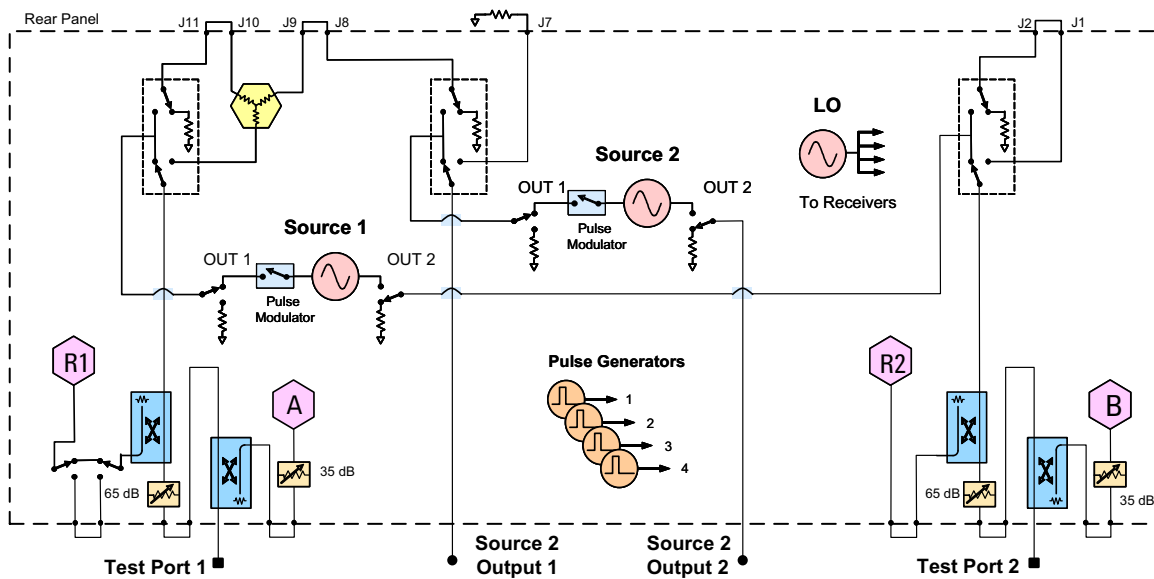 Rear Panel
J11 J10 J9 J8 J7 J2 J1
LO
To Receivers
Source 2
OUT 1
OUT 2
Pulse
Modulator
Source 1
OUT 1
OUT 2
Pulse
Modulator
R1
A
35 dB
65 dB
Pulse Generators
1
2
3
4
R2
B
65 dB
35 dB
Test Port 1
Source 2
Output 1
Source 2
Output 2
Test Port 2